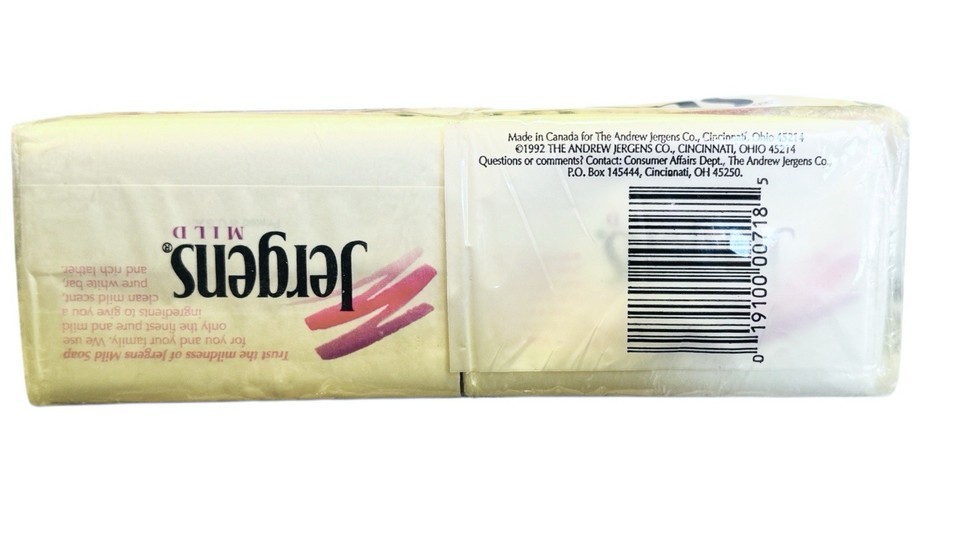 Made in Canada for The Andrew Jergens Co., Cincinnati, Ohio 45214
©1992 THE ANDREW JERGENS CO., CINCINNATI, OHIO 45214
Questions or comments? Contact: Consumer Affairs Dept., The Andrew Jergens Co.,
P.O. Box 145444, Cincinnati, OH 45250.
0 19100 00718 5
Trust the mildness of Jergens Mild Soap
for you and your family. We use
only the finest pure and mild
ingredients to give you a
clean mild scent,
pure white bar,
and rich lather.
Jergens®
MILD